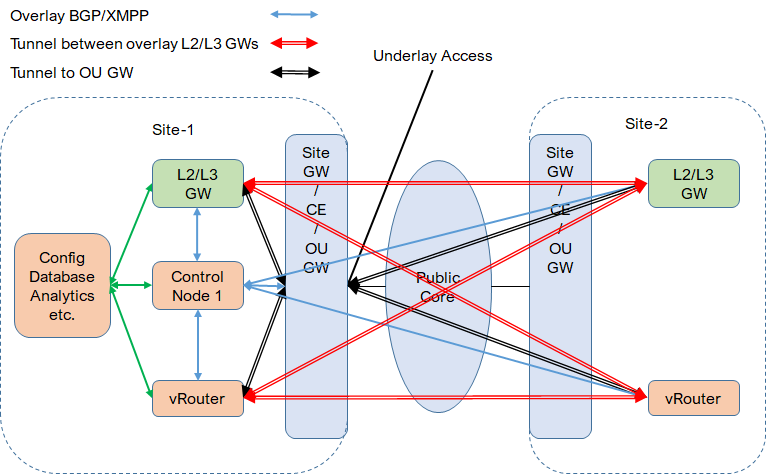 Overlay BGP/XMPP
Tunnel between overlay L2/L3 GWs
Tunnel to OU GW
Underlay Access
Site-1
Site-2
L2/L3
GW
Site
GW
/
CE
/
OU
GW
Site
GW
/
CE
/
OU
GW
L2/L3
GW
Config
Database
Analytics
etc.
Control
Node 1
Public
Core
vRouter
vRouter